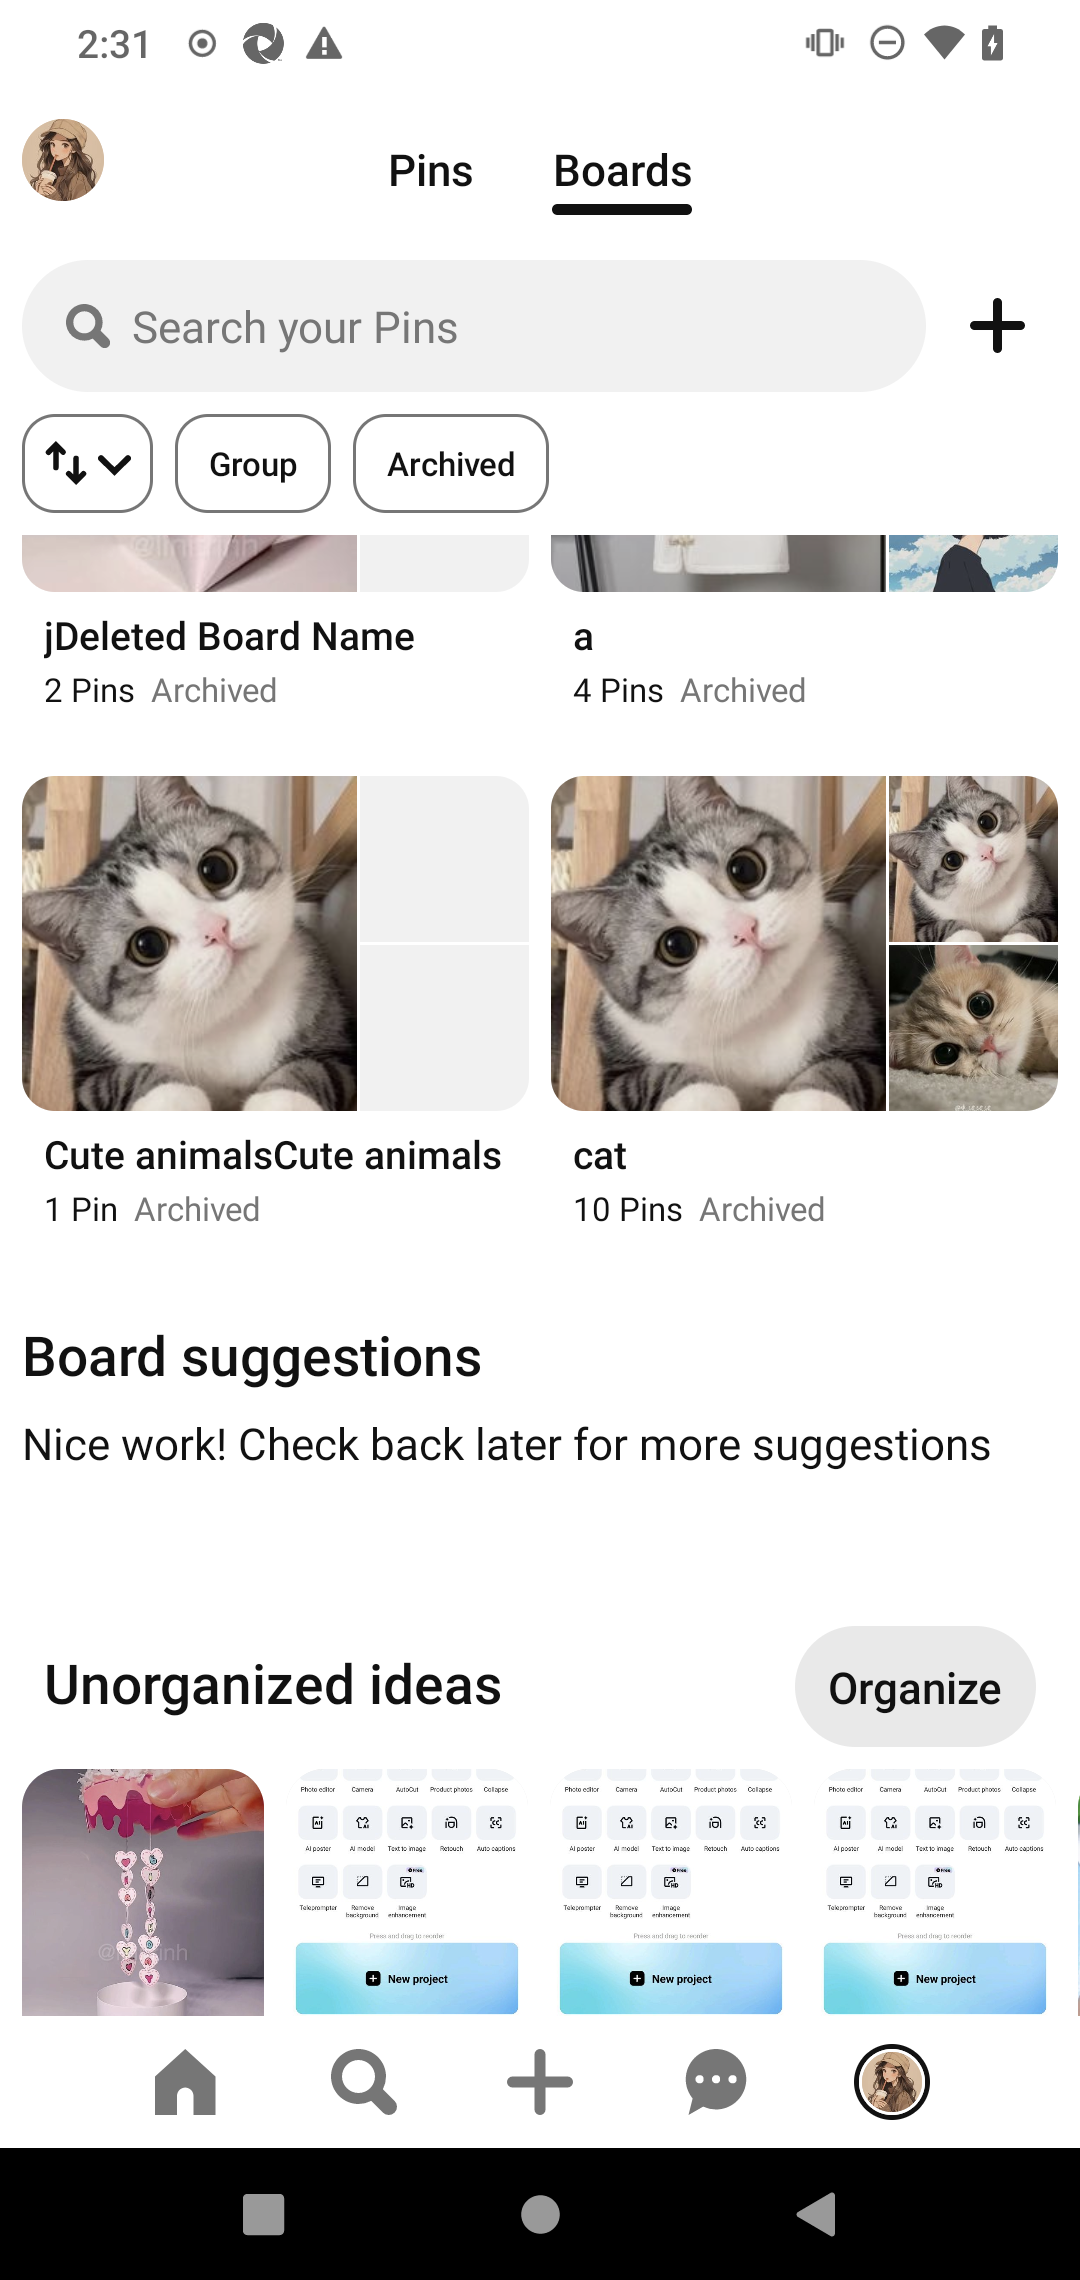 2:31
Pins Boards
Search your Pins
Group Archived
jDeleted Board Name
2 Pins Archived
a
4 Pins Archived
Cute animalsCute animals
1 Pin Archived
cat
10 Pins Archived
Board suggestions
Nice work! Check back later for more suggestions
Unorganized ideas
Organize
Photo editor Camera AutoCut Product photos Collapse
AI poster AI model Text to image Retouch Auto captions
Free
HD
Teleprompter Remove background Image enhancement
Press and drag to reorder
New project
Photo editor Camera AutoCut Product photos Collapse
AI poster AI model Text to image Retouch Auto captions
Free
HD
Teleprompter Remove background Image enhancement
Press and drag to reorder
New project
Photo editor Camera AutoCut Product photos Collapse
AI poster AI model Text to image Retouch Auto captions
Free
HD
Teleprompter Remove background Image enhancement
Press and drag to reorder
New project